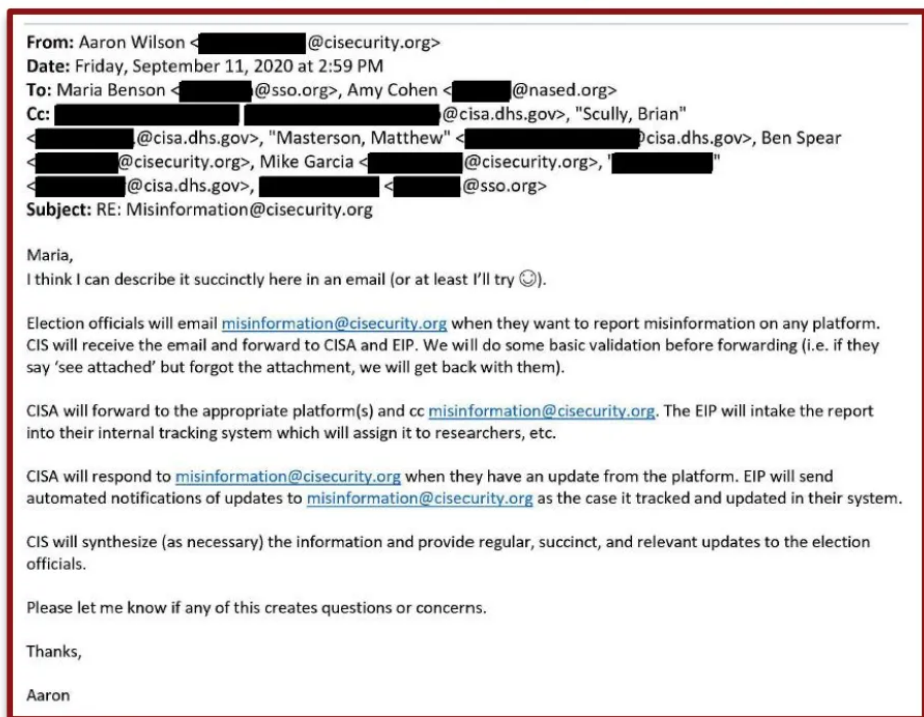 From: Aaron Wilson < @cisecurity.org>
Date: Friday, September 11, 2020 at 2:59 PM
To: Maria Benson < @sso.org>, Amy Cohen < @nased.org>
Cc: @cisa.dhs.gov>, "Scully, Brian"
< @cisa.dhs.gov>, "Masterson, Matthew" < @cisa.dhs.gov>, Ben Spear
< @cisecurity.org>, Mike Garcia < @cisecurity.org>, " "
< @cisa.dhs.gov>, < @sso.org>
Subject: RE: Misinformation@cisecurity.org
Maria,
I think I can describe it succinctly here in an email (or at least I'll try ☺).
Election officials will email misinformation@cisecurity.org when they want to report misinformation on any platform.
CIS will receive the email and forward to CISA and EIP. We will do some basic validation before forwarding (i.e. if they
say 'see attached' but forgot the attachment, we will get back with them).
CISA will forward to the appropriate platform(s) and cc misinformation@cisecurity.org. The EIP will intake the report
into their internal tracking system which will assign it to researchers, etc.
CISA will respond to misinformation@cisecurity.org when they have an update from the platform. EIP will send
automated notifications of updates to misinformation@cisecurity.org as the case it tracked and updated in their system.
CIS will synthesize (as necessary) the information and provide regular, succinct, and relevant updates to the election
officials.
Please let me know if any of this creates questions or concerns.
Thanks,
Aaron